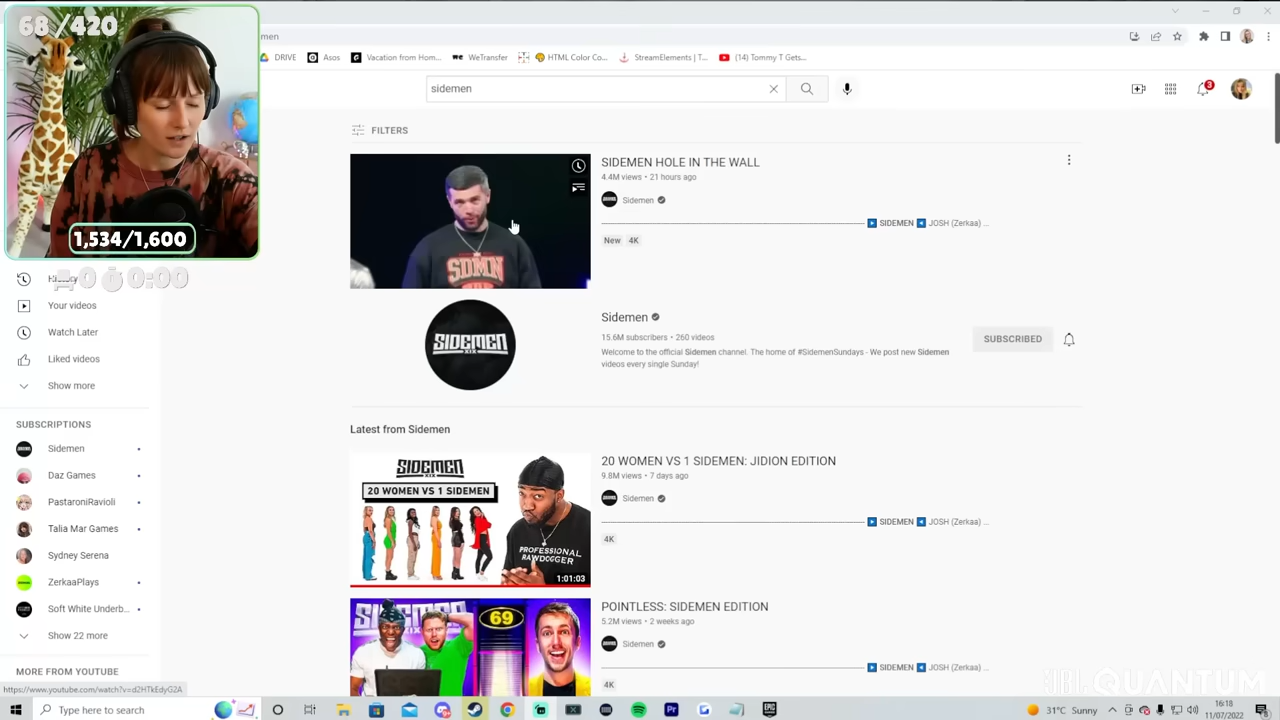 68/420
1,534/1,600
0 0:00
men
DRIVE
Asos
Vacation from Hom...
WeTransfer
HTML Color Co...
StreamElements | T...
(14) Tommy T Gets...
sidemen
3
FILTERS
SIDEMEN HOLE IN THE WALL
4.4M views • 21 hours ago
Sidemen
SIDEMEN JOSH (Zerkaa) ...
New 4K
SIDEMEN
Sidemen
15.6M subscribers • 260 videos
Welcome to the official Sidemen channel. The home of #SidemenSundays - We post new Sidemen
videos every single Sunday!
SUBSCRIBED
Latest from Sidemen
SIDEMEN
20 WOMEN VS 1 SIDEMEN
PROFESSIONAL
RAWDOGGER
1:01:03
20 WOMEN VS 1 SIDEMEN: JIDION EDITION
9.8M views • 7 days ago
Sidemen
SIDEMEN JOSH (Zerkaa) ...
4K
SIDEMEN
69
POINTLESS: SIDEMEN EDITION
5.2M views • 2 weeks ago
Sidemen
SIDEMEN JOSH (Zerkaa) ...
4K
Your videos
Watch Later
Liked videos
Show more
SUBSCRIPTIONS
Sidemen
Daz Games
PastaroniRavioli
Talia Mar Games
Sydney Serena
ZerkaaPlays
Soft White Underb...
Show 22 more
MORE FROM YOUTUBE
https://www.youtube.com/watch?v=d2HTkEdyG2A
JBL QUANTUM
Type here to search
31°C Sunny
16:18
11/07/2022